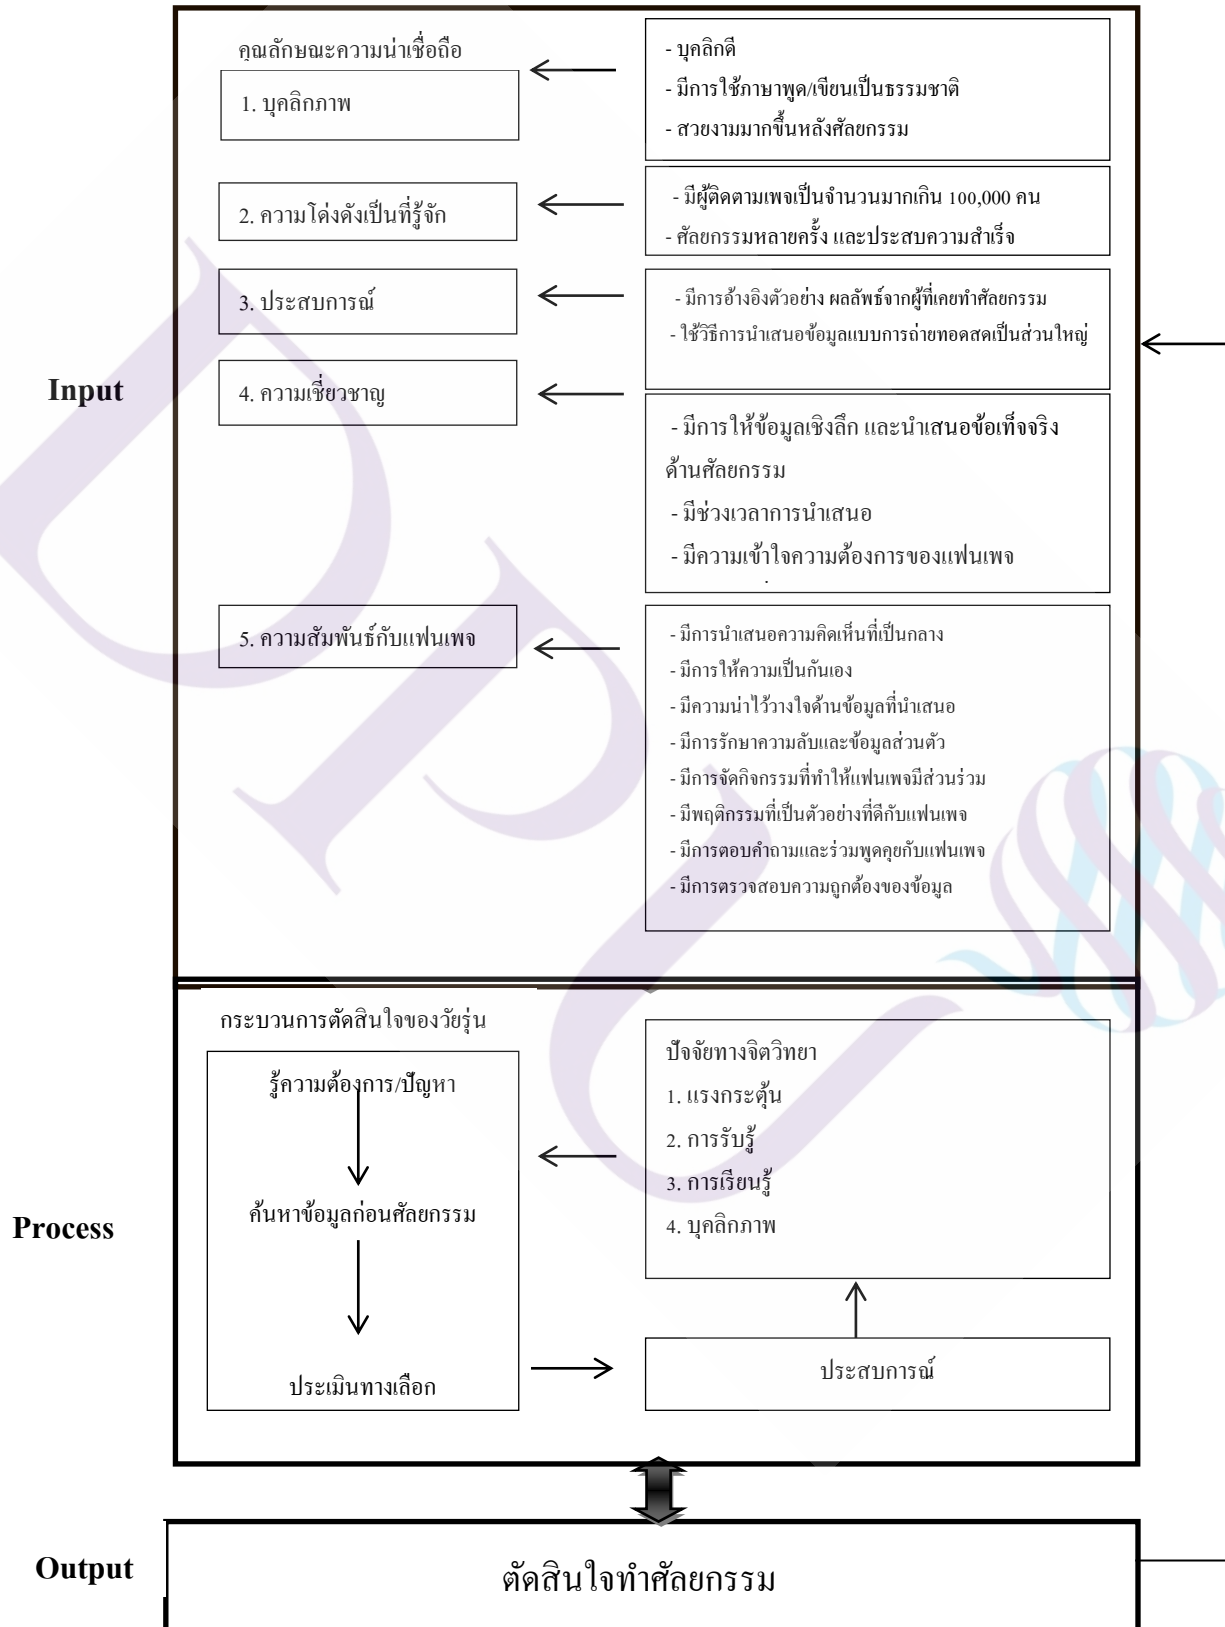 คุณลักษณะความน่าเชื่อถือ
1. บุคลิกภาพ
- บุคลิกดี
- มีการใช้ภาษาพูด/เขียนเป็นธรรมชาติ
- สวยงามมากขึ้นหลังศัลยกรรม
2. ความโด่งดังเป็นที่รู้จัก
- มีผู้ติดตามเพจเป็นจำนวนมากเกิน 100,000 คน
- ศัลยกรรมหลายครั้ง และประสบความสำเร็จ
3. ประสบการณ์
- มีการอ้างอิงตัวอย่าง ผลลัพธ์จากผู้ที่เคยทำศัลยกรรม
- ใช้วิธีการนำเสนอข้อมูลแบบการถ่ายทอดสดเป็นส่วนใหญ่
Input
4. ความเชี่ยวชาญ
- มีการให้ข้อมูลเชิงลึก และนำเสนอข้อเท็จจริง
ด้านศัลยกรรม
- มีช่วงเวลาการนำเสนอ
- มีความเข้าใจความต้องการของแฟนเพจ
5. ความสัมพันธ์กับแฟนเพจ
- มีการนำเสนอความคิดเห็นที่เป็นกลาง
- มีการให้ความเป็นกันเอง
- มีความน่าไว้วางใจด้านข้อมูลที่นำเสนอ
- มีการรักษาความลับและข้อมูลส่วนตัว
- มีการจัดกิจกรรมที่ทำให้แฟนเพจมีส่วนร่วม
- มีพฤติกรรมที่เป็นตัวอย่างที่ดีกับแฟนเพจ
- มีการตอบคำถามและร่วมพูดคุยกับแฟนเพจ
- มีการตรวจสอบความถูกต้องของข้อมูล
กระบวนการตัดสินใจของวัยรุ่น
รู้ความต้องการ/ปัญหา
ค้นหาข้อมูลก่อนศัลยกรรม
ประเมินทางเลือก
ปัจจัยทางจิตวิทยา
1. แรงกระตุ้น
2. การรับรู้
3. การเรียนรู้
4. บุคลิกภาพ
Process
ประสบการณ์
Output
ตัดสินใจทำศัลยกรรม
DPU